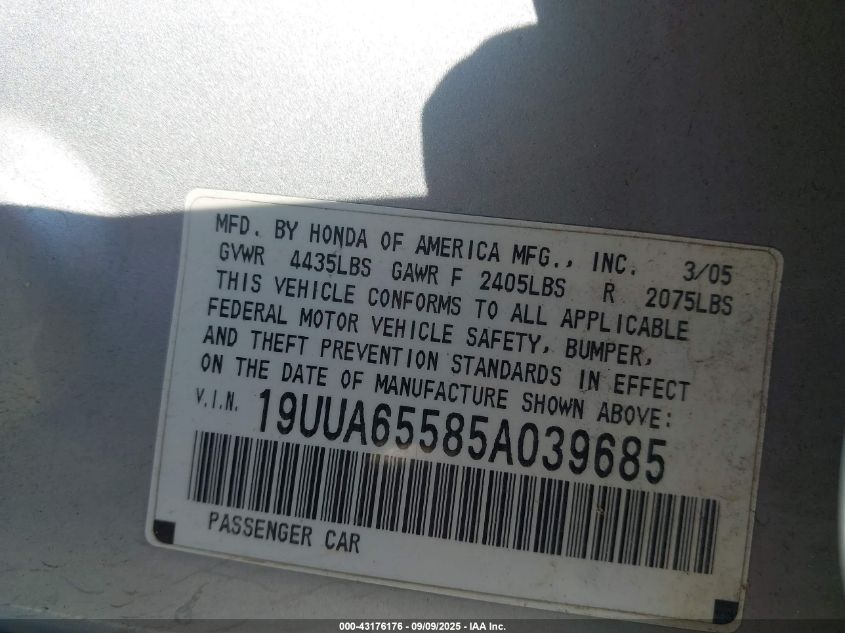 MFD. BY HONDA OF AMERICA MFG., INC. 3/05
GVWR 4435LBS GAWR F 2405LBS R 2075LBS
THIS VEHICLE CONFORMS TO ALL APPLICABLE
FEDERAL MOTOR VEHICLE SAFETY, BUMPER,
AND THEFT PREVENTION STANDARDS IN EFFECT
ON THE DATE OF MANUFACTURE SHOWN ABOVE:
V.I.N. 19UUA65585A039685
PASSENGER CAR
000-43176176 - 09/09/2025 - IAA Inc.